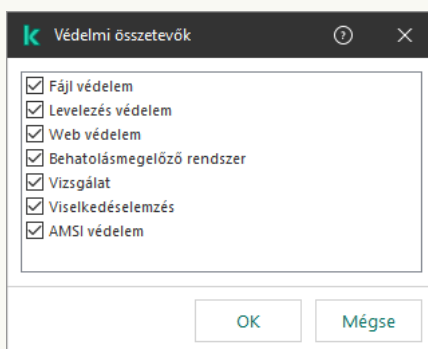 Védelmi összetevők
Fájl védelem
Levelezés védelem
Web védelem
Behatolásmegelőző rendszer
Vizsgálat
Viselkedéselemzés
AMSI védelem
OK
Mégse